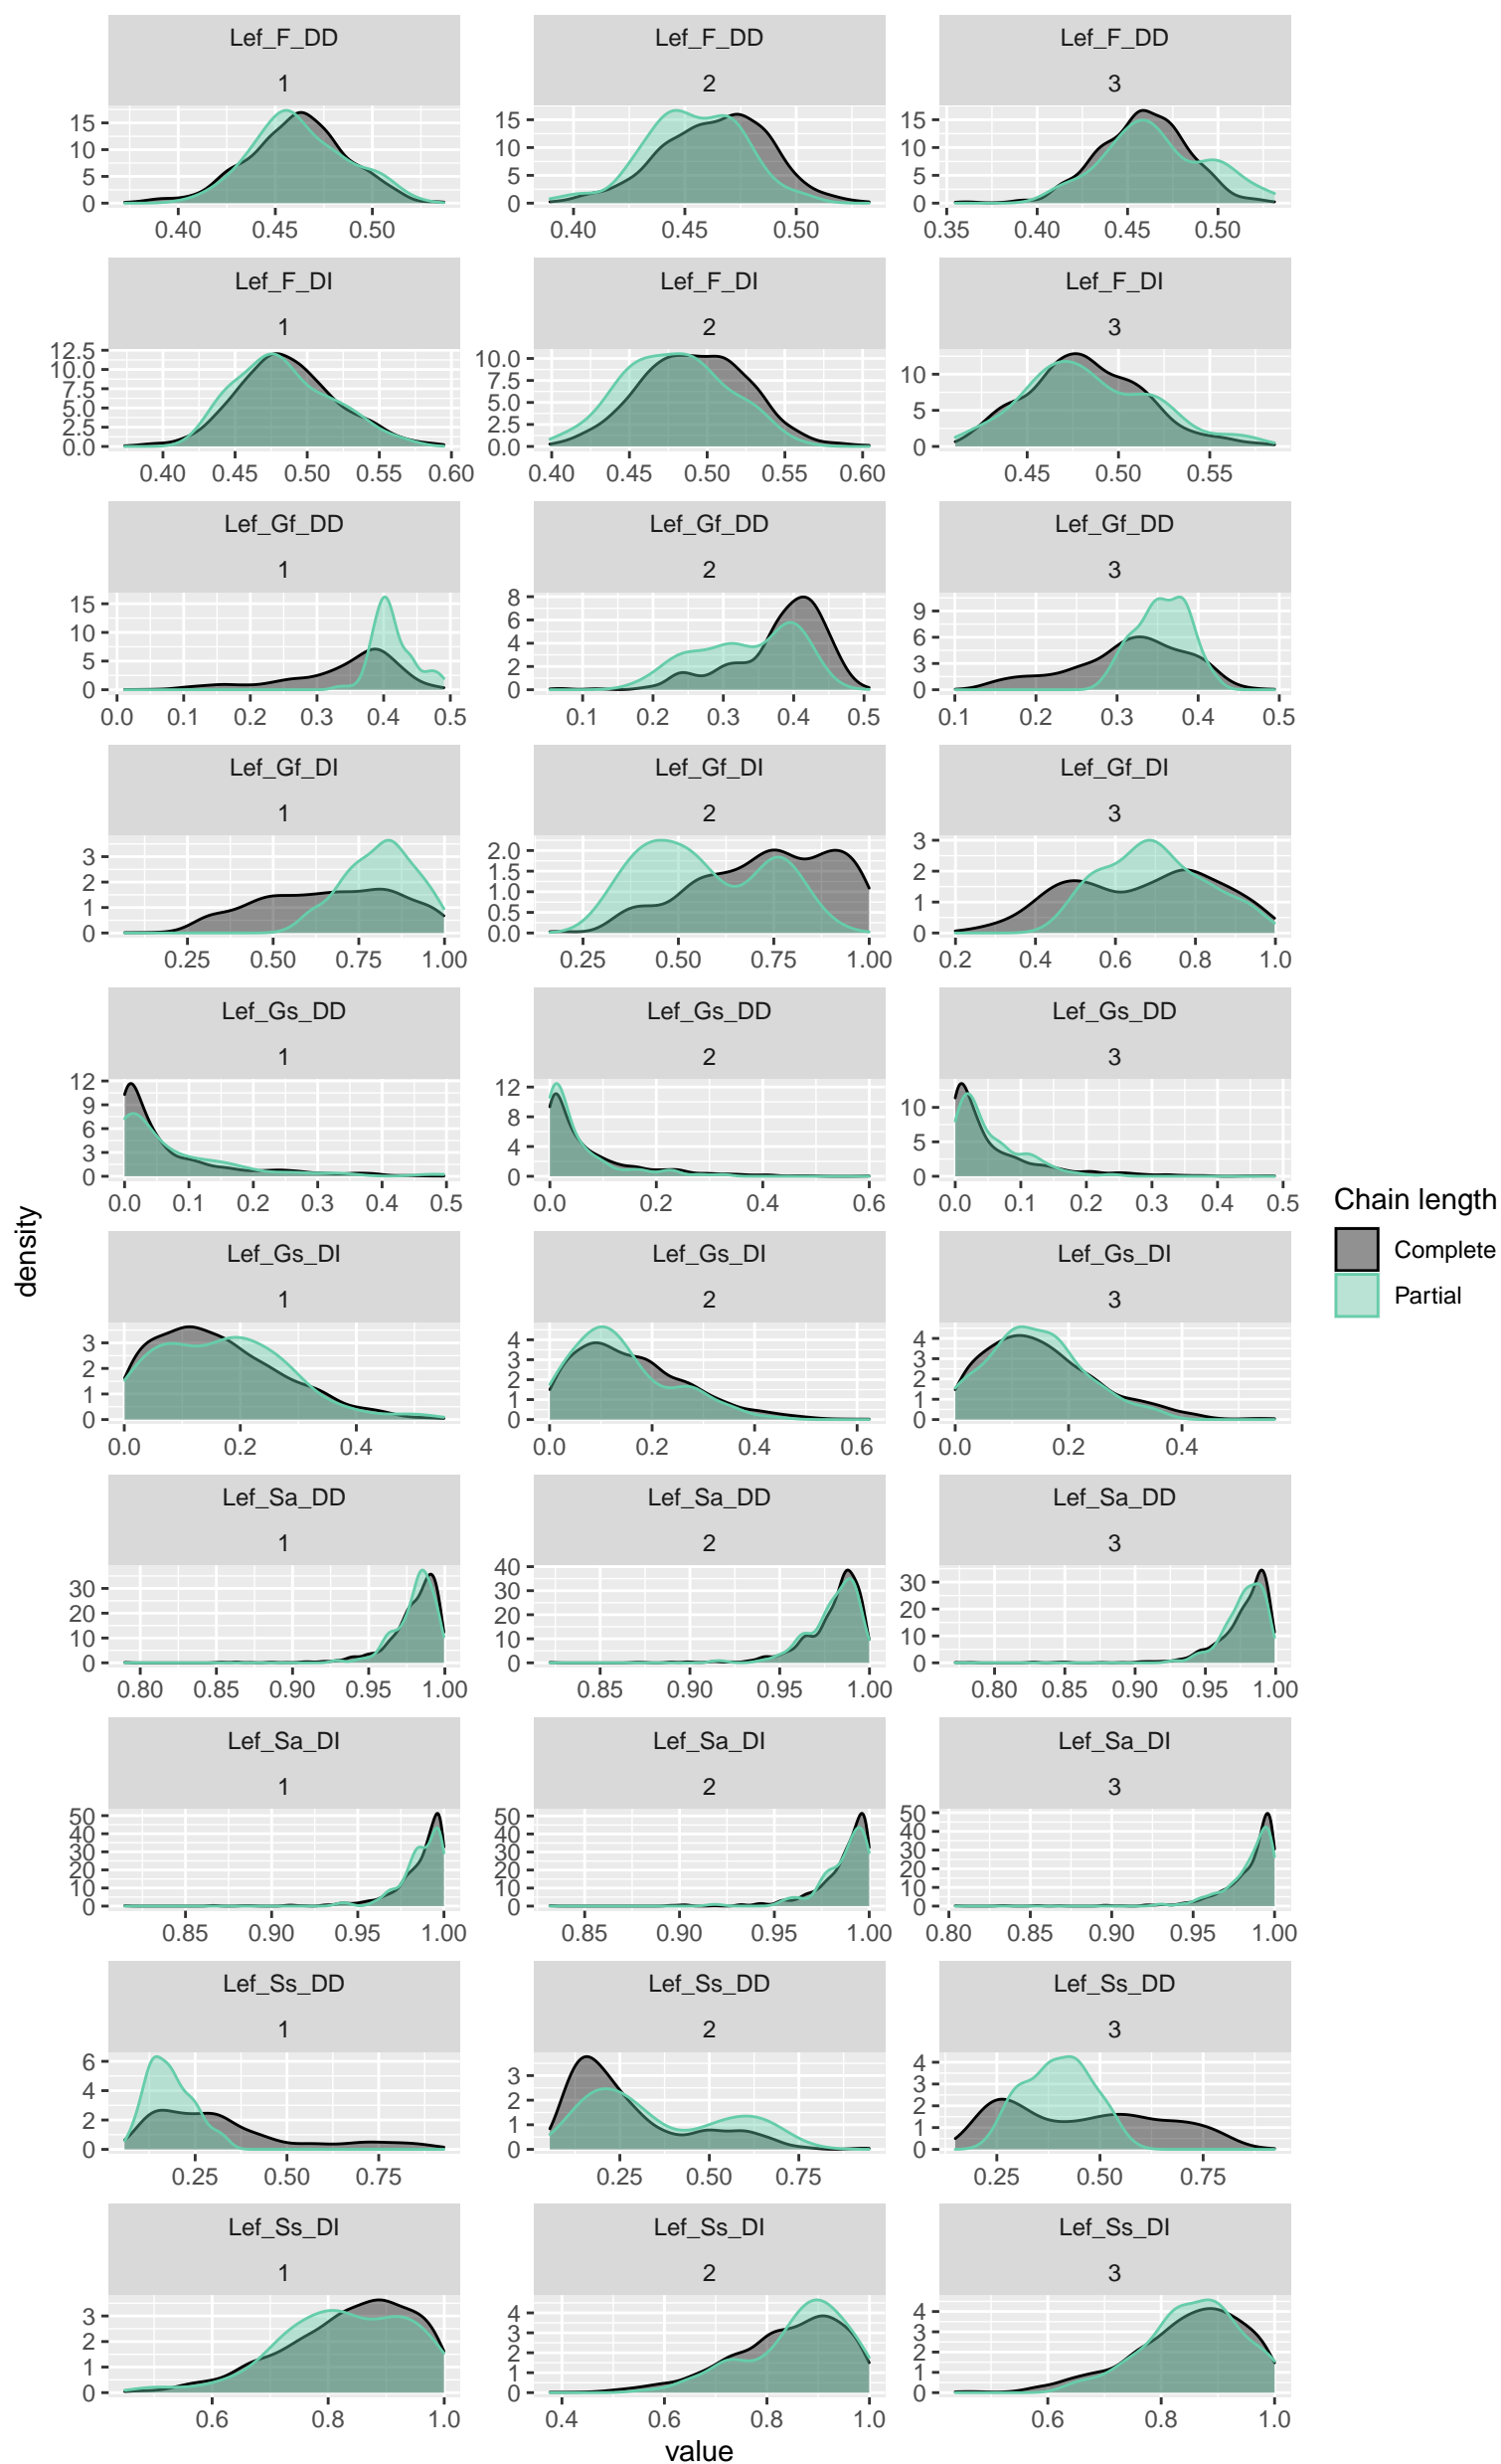 Lef_F_DD Lef_F_DD Lef_F_DD
1 2 3
15 15 15
10 10 10
5 5 5
0 0 0
0.40 0.45 0.50 0.40 0.45 0.50 0.35 0.40 0.45 0.50
Lef_F_DI Lef_F_DI Lef_F_DI
1 2 3
12.5 10.0 10
10.0 7.5 5
7.5 5.0 0
5.0 2.5
2.5 0.0
0.0
0.40 0.45 0.50 0.55 0.60 0.40 0.45 0.50 0.55 0.60 0.45 0.50 0.55
Lef_Gf_DD Lef_Gf_DD Lef_Gf_DD
1 2 3
15 8 9
10 6 6
5 4 3
0 2 0
0
0.0 0.1 0.2 0.3 0.4 0.5 0.1 0.2 0.3 0.4 0.5 0.1 0.2 0.3 0.4 0.5
Lef_Gf_DI Lef_Gf_DI Lef_Gf_DI
1 2 3
3 2.0 3
2 1.5 2
1 1.0 1
0 0.5 0
0.0
0.25 0.50 0.75 1.00 0.25 0.50 0.75 1.00 0.2 0.4 0.6 0.8 1.0
Lef_Gs_DD Lef_Gs_DD Lef_Gs_DD
1 2 3
12 12 10
9 8 5
6 4 0
3 0
0
0.0 0.1 0.2 0.3 0.4 0.5 0.0 0.2 0.4 0.6 0.0 0.1 0.2 0.3 0.4 0.5
Lef_Gs_DI Lef_Gs_DI Lef_Gs_DI
1 2 3
3 4 4
2 3 3
1 2 2
0 1 1
0 0
0.0 0.2 0.4 0.0 0.2 0.4 0.6 0.0 0.2 0.4
Lef_Sa_DD Lef_Sa_DD Lef_Sa_DD
1 2 3
30 40 30
20 30 20
10 20 10
0 10 0
0
0.80 0.85 0.90 0.95 1.00 0.85 0.90 0.95 1.00 0.80 0.85 0.90 0.95 1.00
Lef_Sa_DI Lef_Sa_DI Lef_Sa_DI
1 2 3
50 50 50
40 40 40
30 30 30
20 20 20
10 10 10
0 0 0
0.85 0.90 0.95 1.00 0.85 0.90 0.95 1.00 0.80 0.85 0.90 0.95 1.00
Lef_Ss_DD Lef_Ss_DD Lef_Ss_DD
1 2 3
6 3 4
4 2 3
2 1 2
0 0 1
0
0.25 0.50 0.75 0.25 0.50 0.75 0.25 0.50 0.75
Lef_Ss_DI Lef_Ss_DI Lef_Ss_DI
1 2 3
3 4 4
2 3 3
1 2 2
0 1 1
0 0
0.6 0.8 1.0 0.4 0.6 0.8 1.0 0.6 0.8 1.0
value
density
Chain length
Complete
Partial